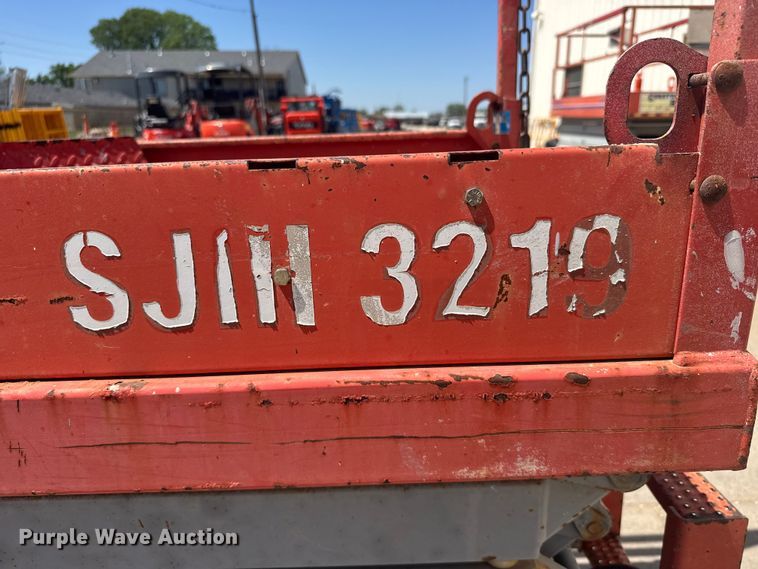 SJIII 3219
Purple Wave Auction